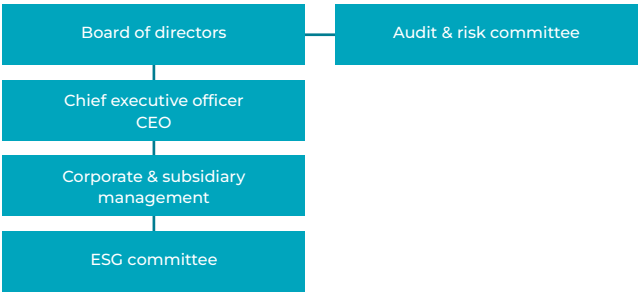 Board of directors
Audit & risk committee
Chief executive officer
CEO
Corporate & subsidiary
management
ESG committee